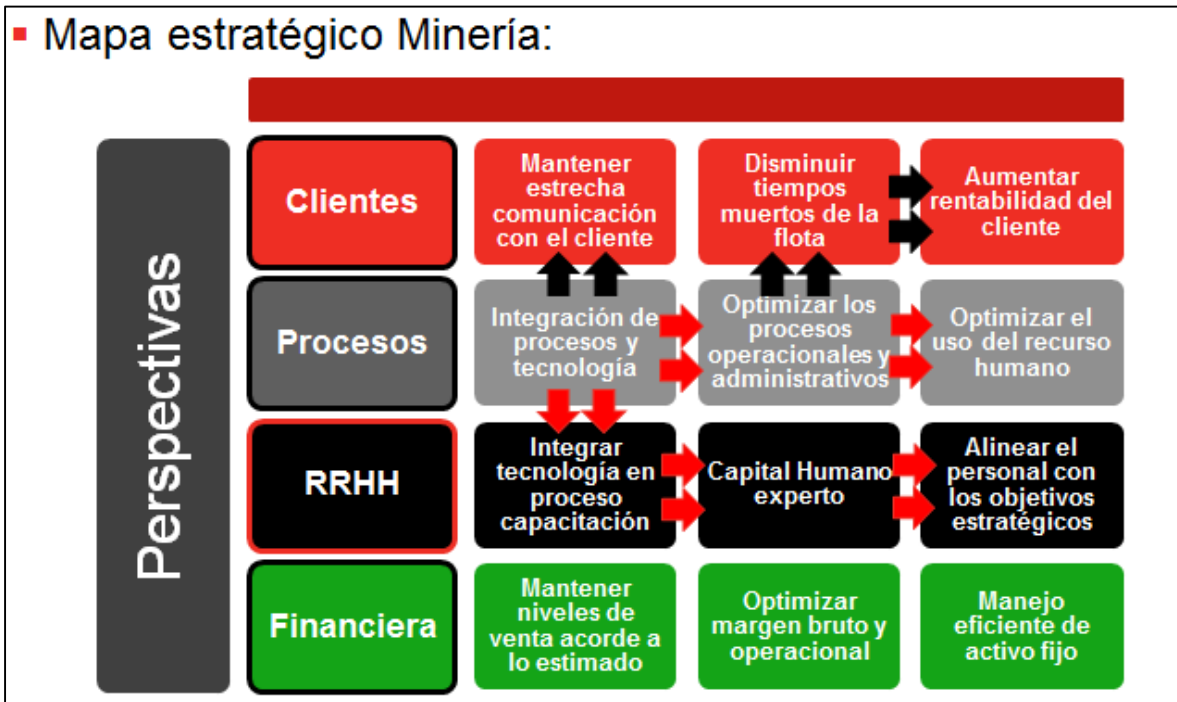 ▪ Mapa estratégico Minería:
Perspectivas
Clientes
Mantener
estrecha
comunicación
con el cliente
Disminuir
tiempos
muertos de la
flota
Aumentar
rentabilidad del
cliente
Procesos
Integración de
procesos y
tecnología
Optimizar los
procesos
operacionales y
administrativos
Optimizar el
uso del recurso
humano
RRHH
Integrar
tecnología en
proceso
capacitación
Capital Humano
experto
Alinear el
personal con
los objetivos
estratégicos
Financiera
Mantener
niveles de
venta acorde a
lo estimado
Optimizar
margen bruto y
operacional
Manejo
eficiente de
activo fijo